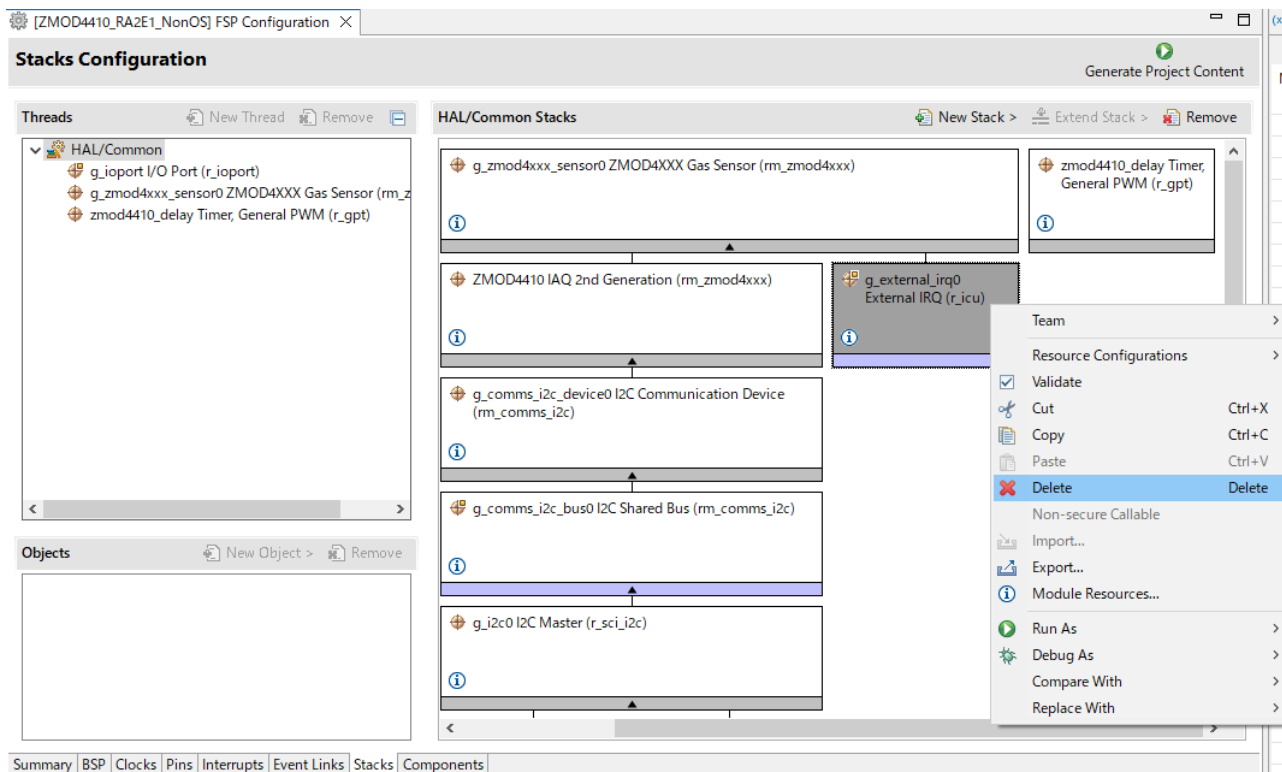 [ZMOD4410_RA2E1_NonOS] FSP Configuration
Stacks Configuration
Generate Project Content
Threads
New Thread
Remove
HAL/Common
g_ioport I/O Port (r_ioport)
g_zmod4xxx_sensor0 ZMOD4XXX Gas Sensor (rm_z
zmod4410_delay Timer, General PWM (r_gpt)
Objects
New Object >
Remove
HAL/Common Stacks
New Stack >
Extend Stack >
Remove
g_zmod4xxx_sensor0 ZMOD4XXX Gas Sensor (rm_zmod4xxx)
zmod4410_delay Timer,
General PWM (r_gpt)
ZMOD4410 IAQ 2nd Generation (rm_zmod4xxx)
g_external_irq0
External IRQ (r_icu)
g_comms_i2c_device0 I2C Communication Device
(rm_comms_i2c)
g_comms_i2c_bus0 I2C Shared Bus (rm_comms_i2c)
g_i2c0 I2C Master (r_sci_i2c)
Team
Resource Configurations
Validate
Cut Ctrl+X
Copy Ctrl+C
Paste Ctrl+V
Delete Delete
Non-secure Callable
Import...
Export...
Module Resources...
Run As
Debug As
Compare With
Replace With
Summary BSP Clocks Pins Interrupts Event Links Stacks Components